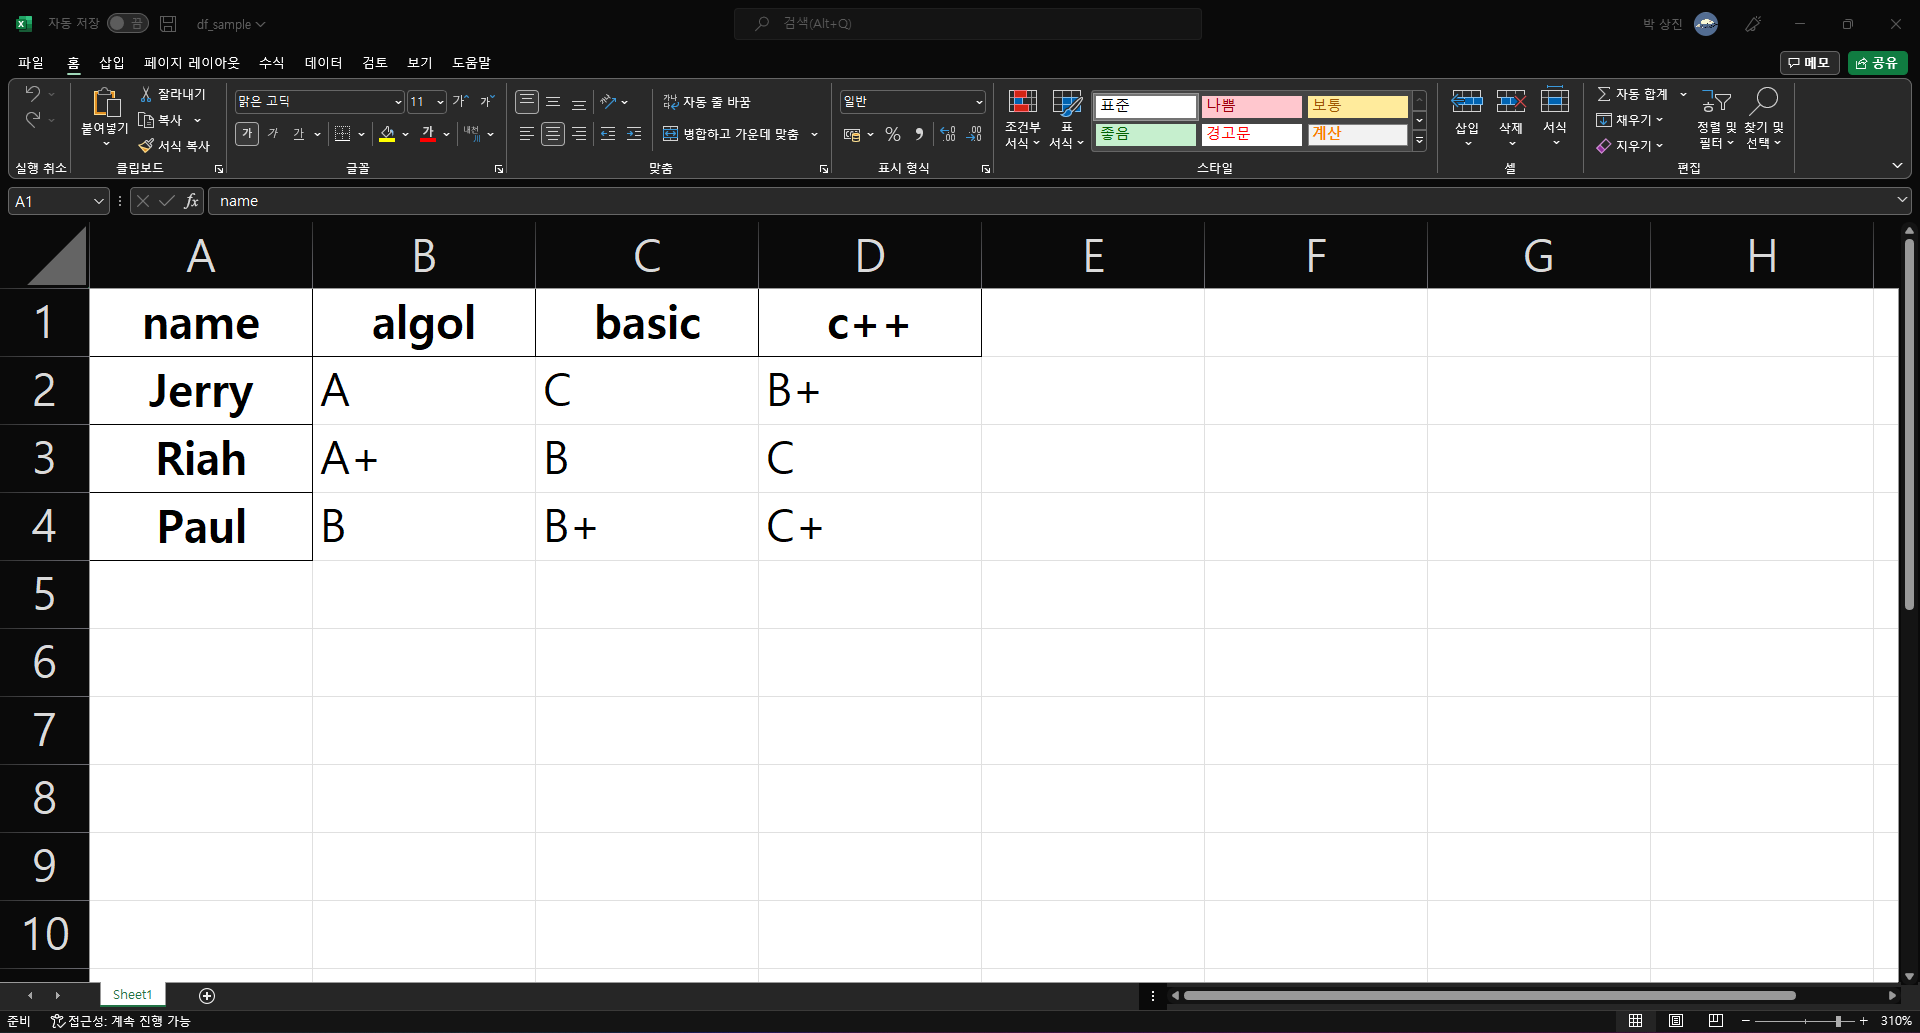 자동 저장 끔 df_sample 검색(Alt+Q) 박 상진
파일 홈 삽입 페이지 레이아웃 수식 데이터 검토 보기 도움말 메모 공유
붙여넣기 잘라내기 복사 서식 복사
맑은 고딕 11 가^ 가ˇ
가 가 가 가 내천
자동 줄 바꿈
병합하고 가운데 맞춤
일반
% 9
조건부 서식 표 서식
표준 나쁨 보통
좋음 경고문 계산
삽입 삭제 서식
자동 합계
채우기
지우기
정렬 및 필터 찾기 및 선택
실행 취소 클립보드 글꼴 맞춤 표시 형식 스타일 셀 편집
A1 fx name
A B C D E F G H
1 name algol basic c++
2 Jerry A C B+
3 Riah A+ B C
4 Paul B B+ C+
5
6
7
8
9
10
Sheet1
준비 접근성: 계속 진행 가능 310%